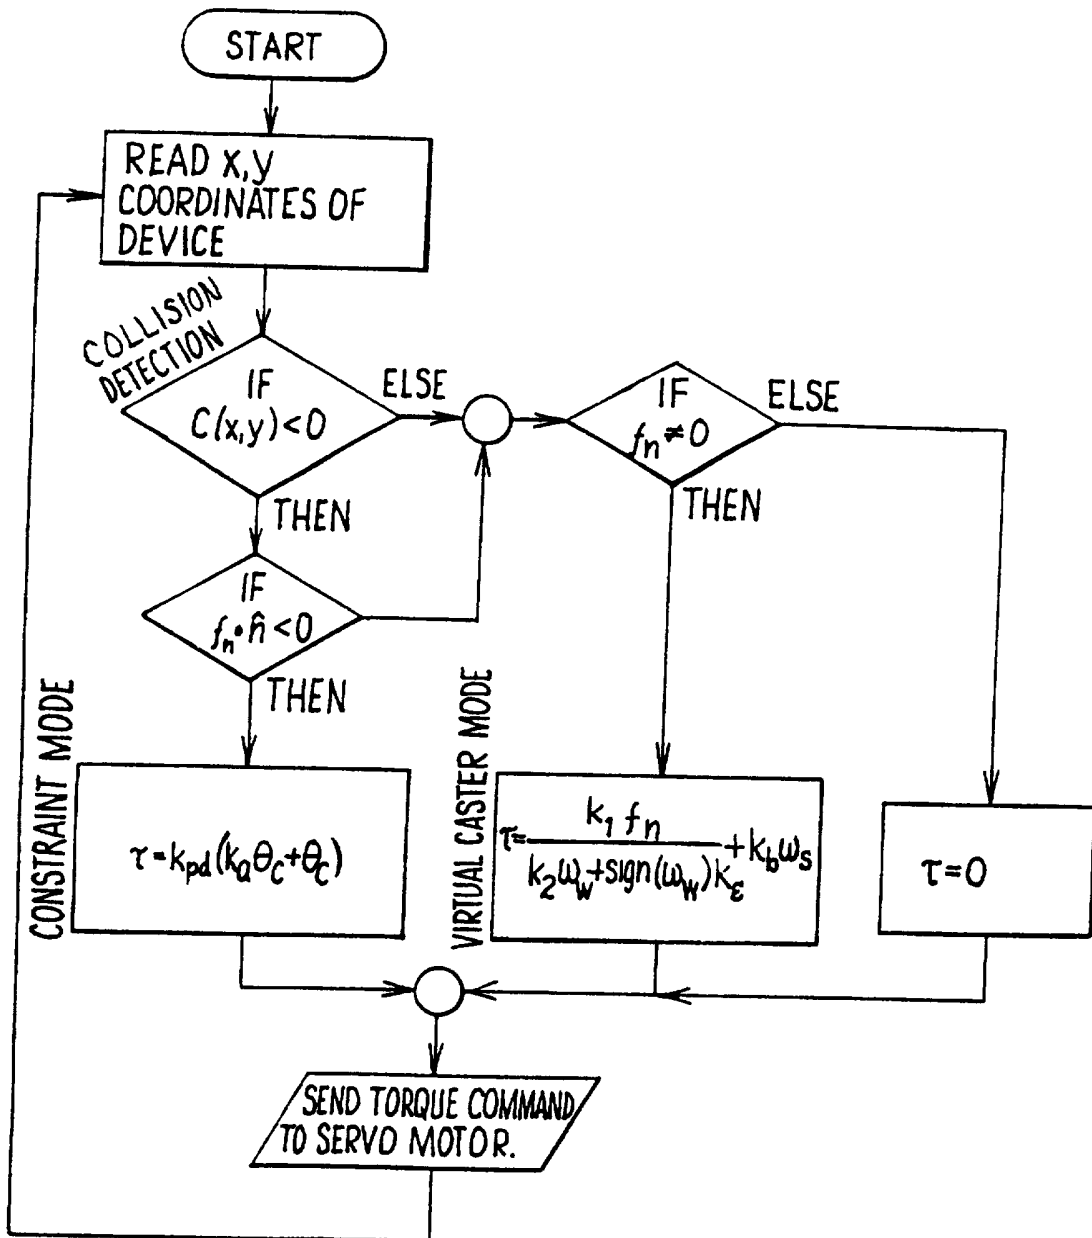 START
READ x,y
COORDINATES OF
DEVICE
COLLISION
DETECTION
IF
C(x,y)<0
ELSE
THEN
IF
fn•n̂<0
THEN
IF
fn≠0
ELSE
THEN
CONSTRAINT MODE
τ=kpd(kaθc+θc)
VIRTUAL CASTER MODE
τ=
k1 fn
k2ωw+sign(ωw)kε
+kbωs
τ=0
SEND TORQUE COMMAND
TO SERVO MOTOR.